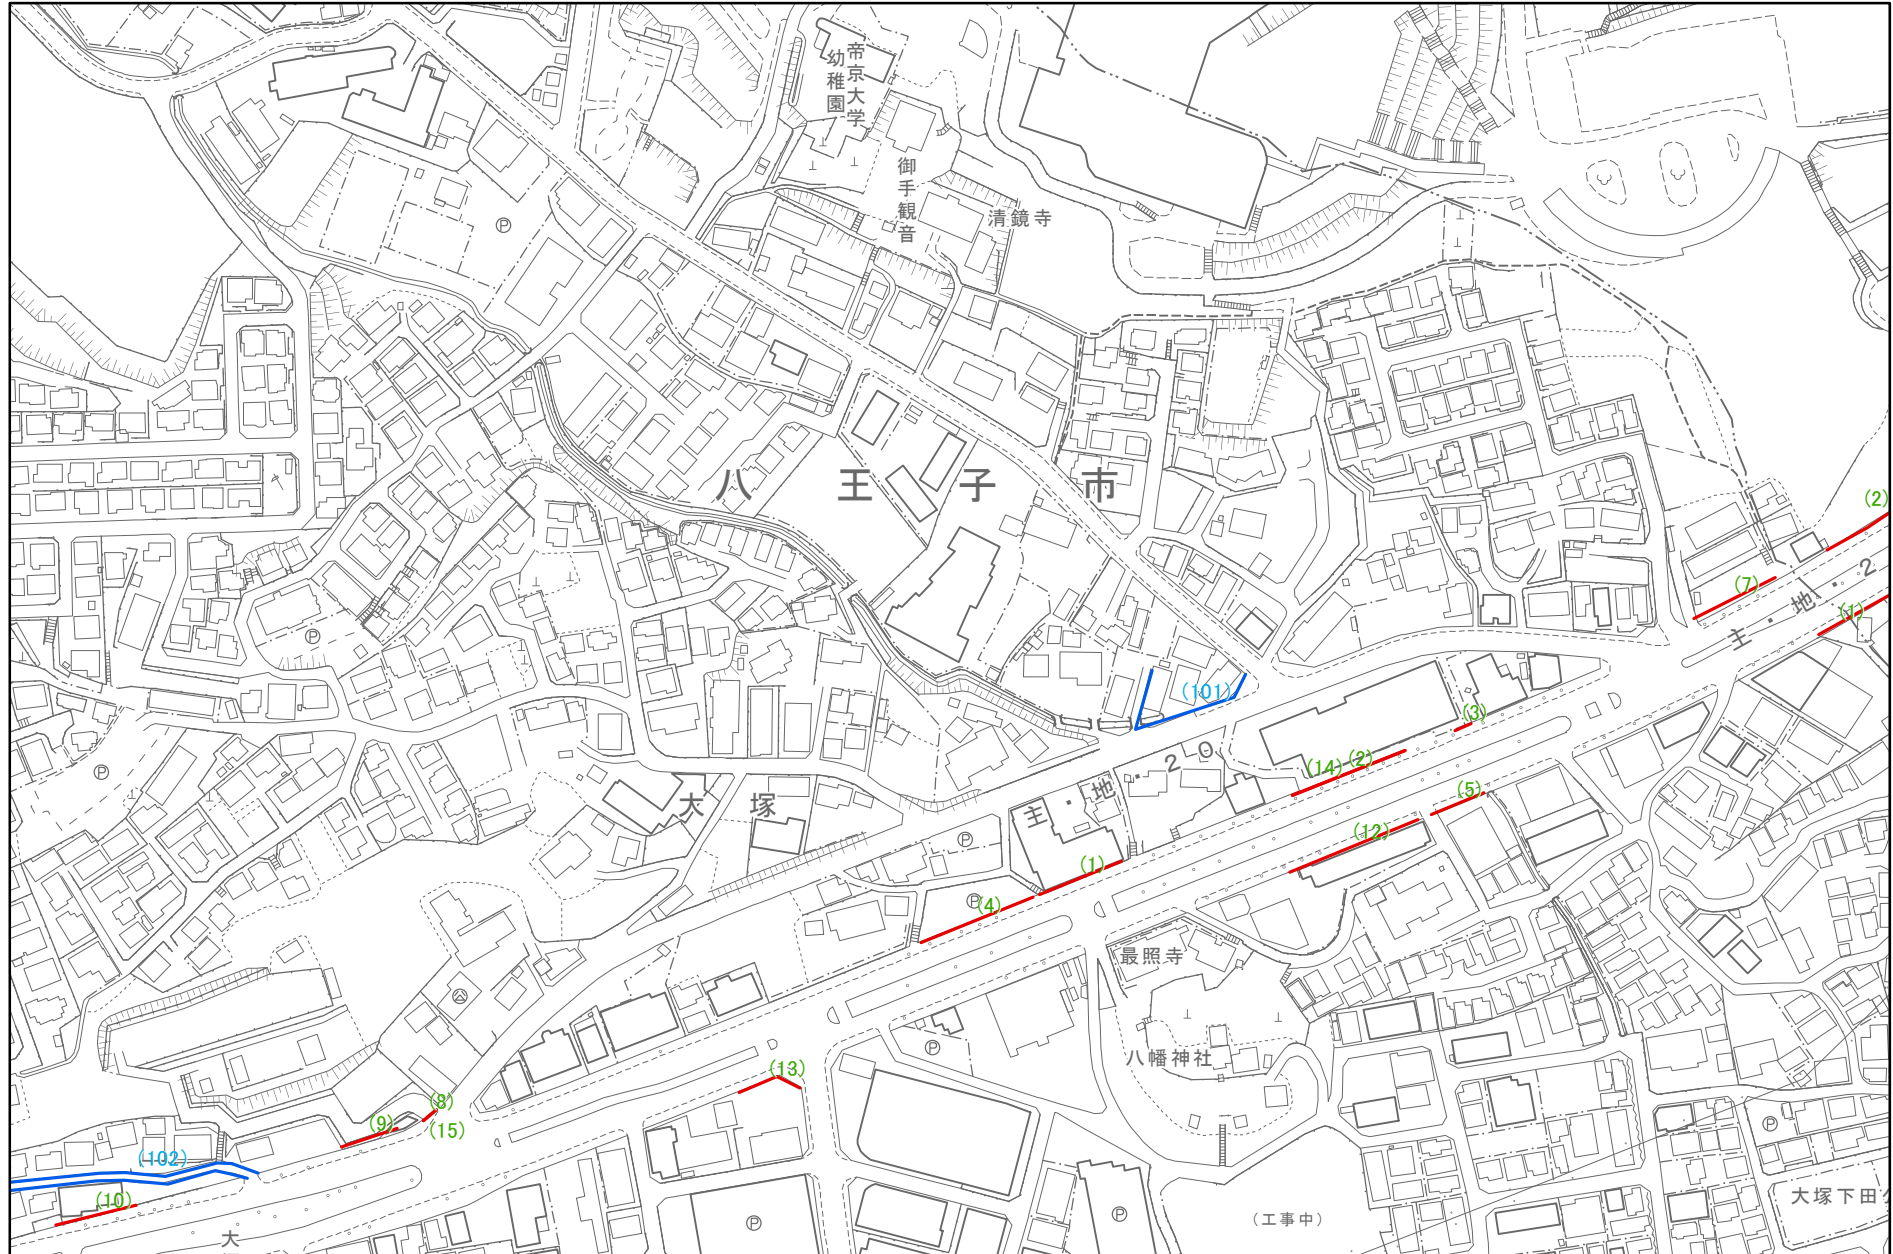 帝京大学
幼稚園
御手観音
清鏡寺
八王子市
(2)
(7)
主・地・2
(1)
(101)
(3)
主・地・20
(14)
(2)
(5)
大塚
(12)
(1)
(4)
最照寺
八幡神社
(13)
(8)
(9)
(15)
(102)
(10)
大塚下田
(工事中)
大
Ⓟ
Ⓟ
Ⓟ
Ⓟ
Ⓟ
Ⓟ
Ⓟ
Ⓟ
Ⓟ